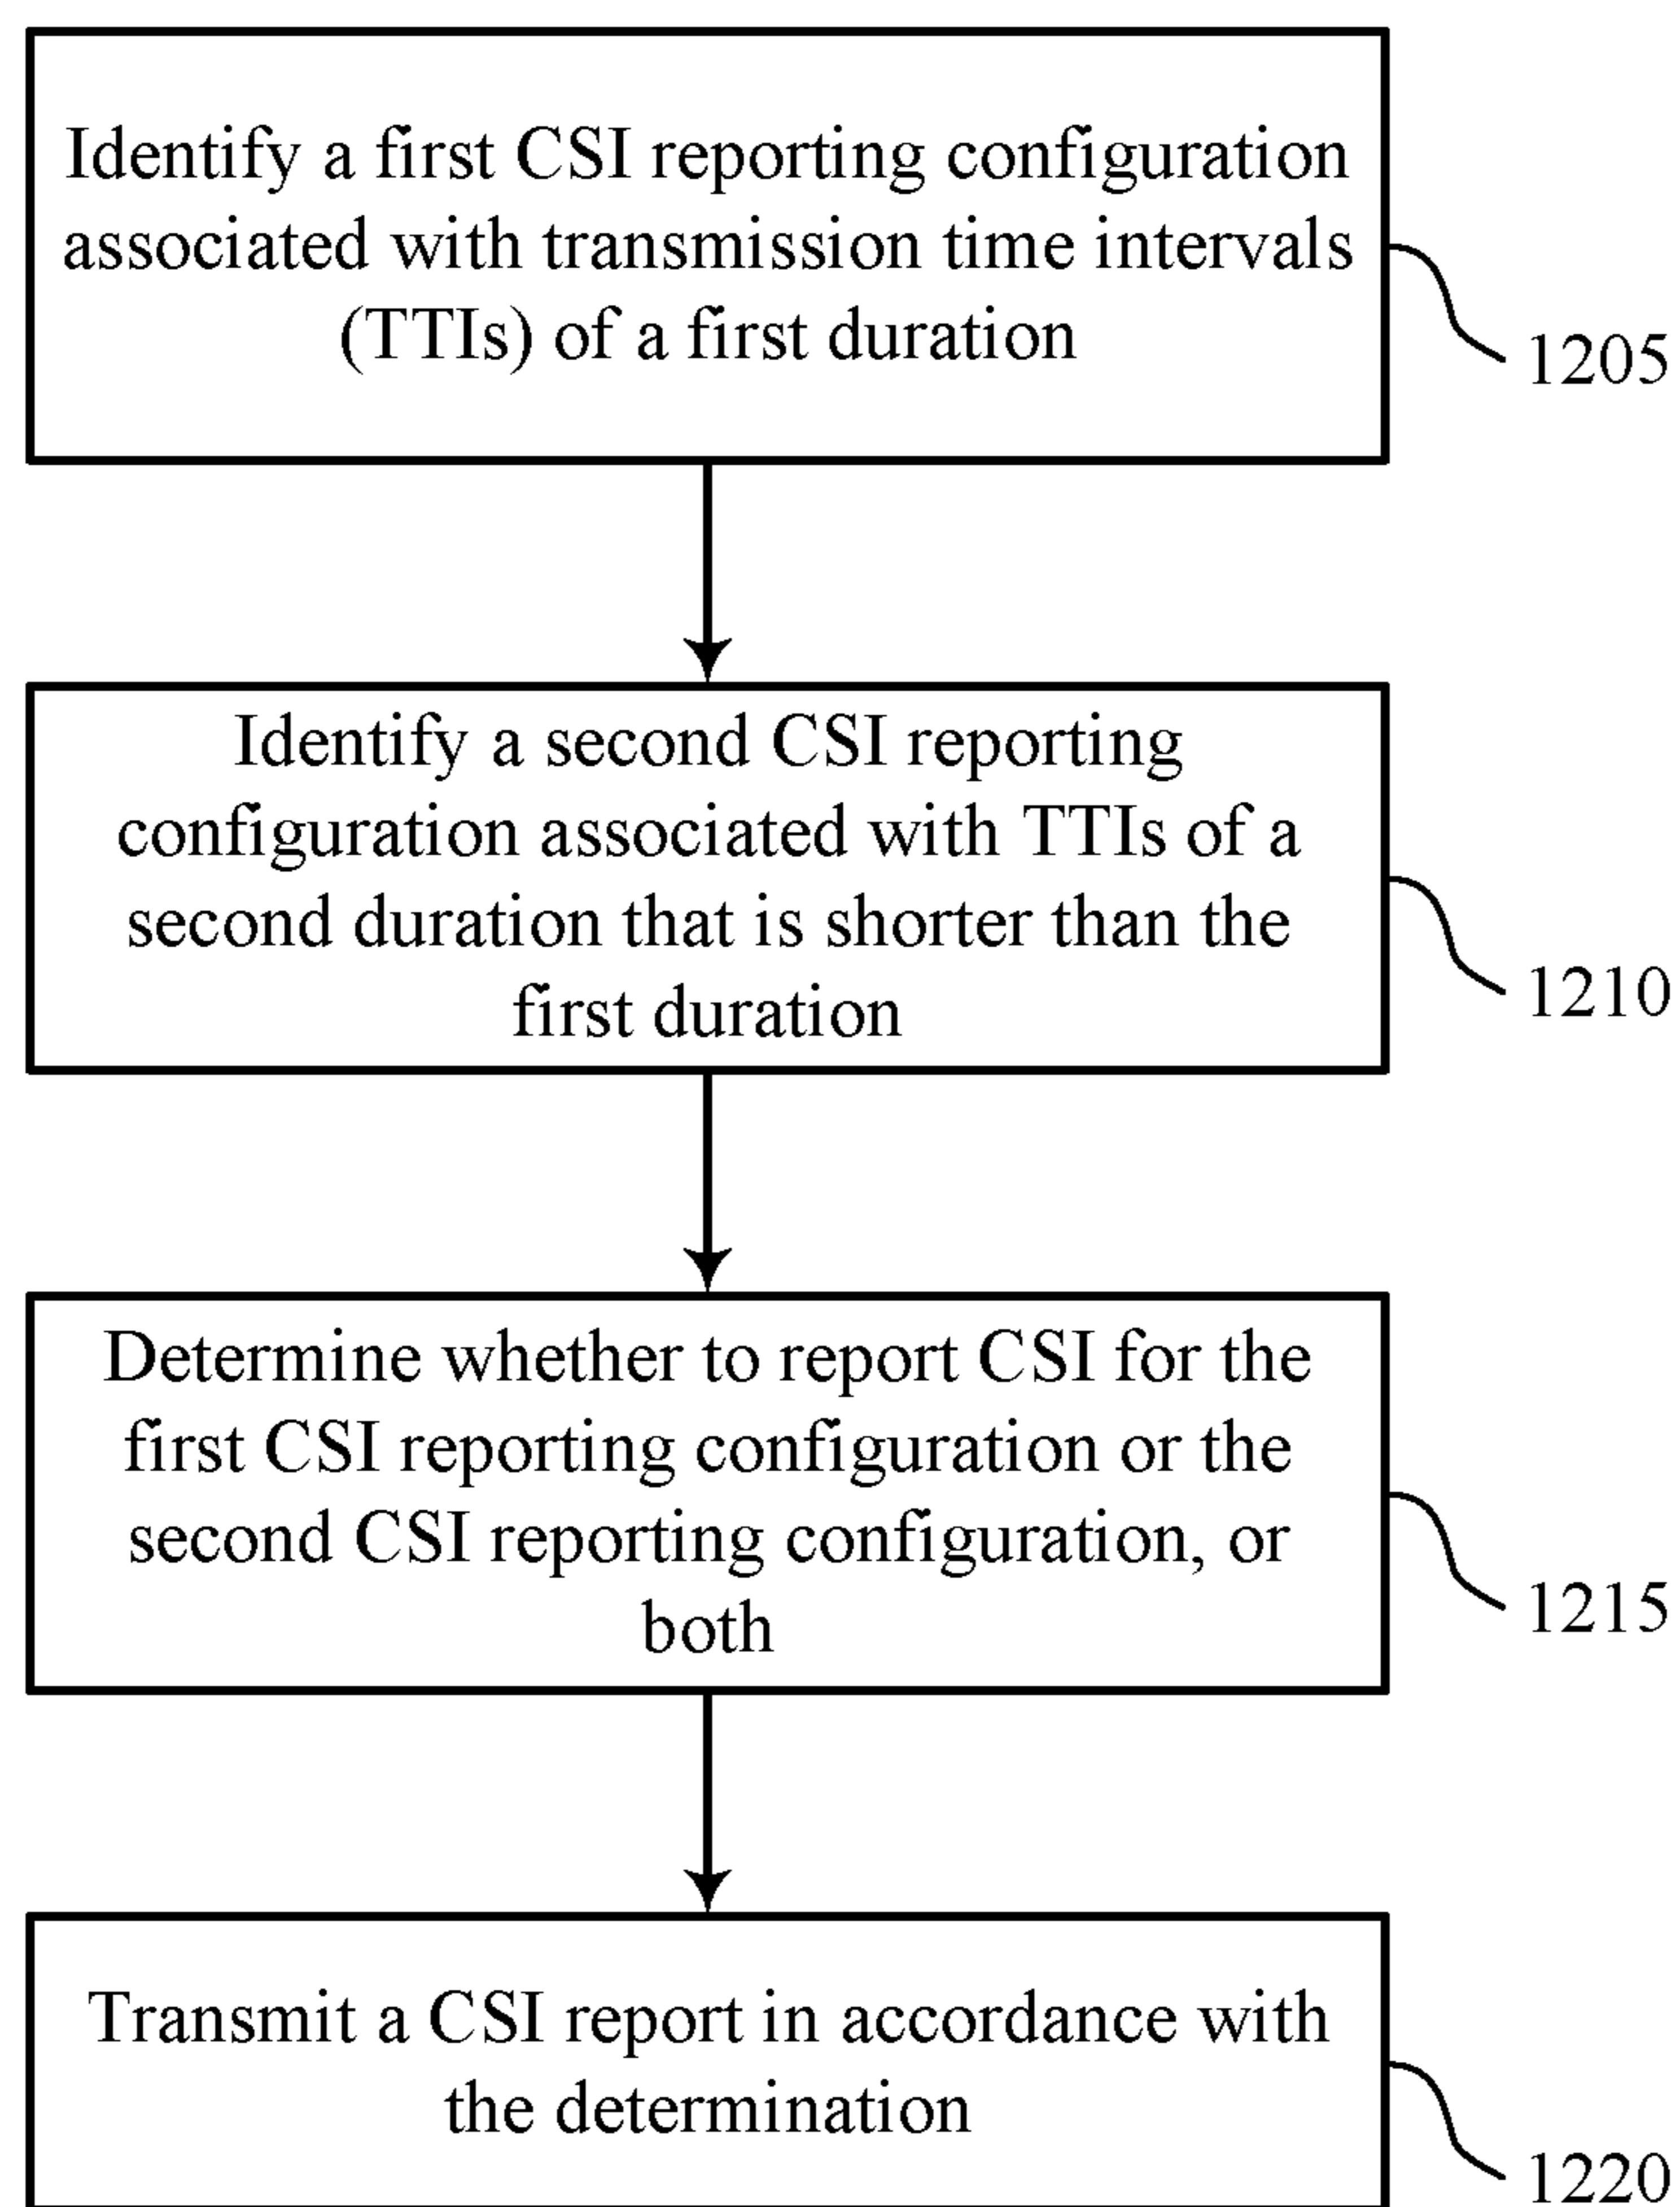 Identify a first CSI reporting configuration
associated with transmission time intervals
(TTIs) of a first duration
1205
Identify a second CSI reporting
configuration associated with TTIs of a
second duration that is shorter than the
first duration
1210
Determine whether to report CSI for the
first CSI reporting configuration or the
second CSI reporting configuration, or
both
1215
Transmit a CSI report in accordance with
the determination
1220